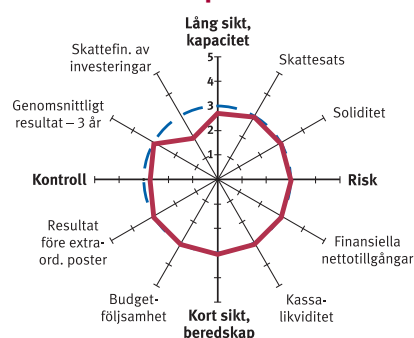 Lång sikt,
kapacitet
Skattefin. av
investeringar
Skattesats
Genomsnittligt
resultat – 3 år
Soliditet
5
4
3
2
1
Kontroll
Risk
Resultat
före extra-
ord. poster
Finansiella
nettotillgångar
Budget-
följsamhet
Kassa-
likviditet
Kort sikt,
beredskap